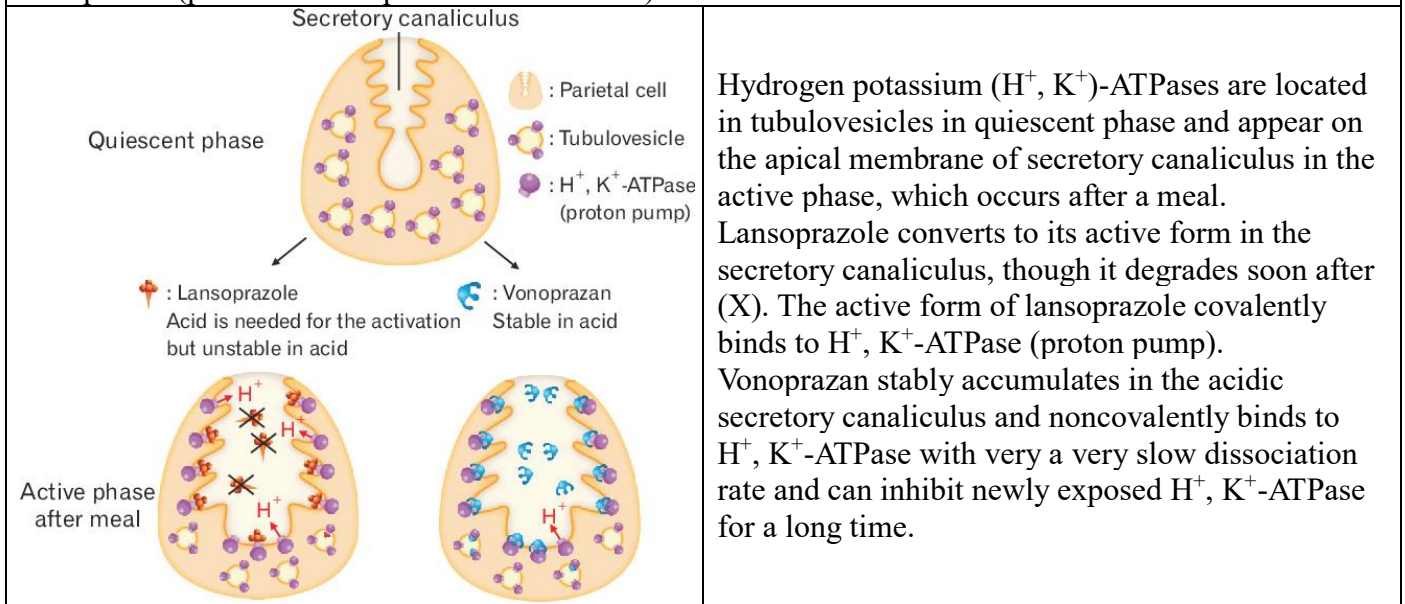 Secretory canaliculus
: Parietal cell
Quiescent phase
: Tubulovesicle
: H⁺, K⁺-ATPase
(proton pump)
: Lansoprazole
Acid is needed for the activation
but unstable in acid
: Vonoprazan
Stable in acid
H⁺
H⁺
H⁺
H⁺
Active phase
after meal
Hydrogen potassium (H⁺, K⁺)-ATPases are located
in tubulovesicles in quiescent phase and appear on
the apical membrane of secretory canaliculus in the
active phase, which occurs after a meal.
Lansoprazole converts to its active form in the
secretory canaliculus, though it degrades soon after
(X). The active form of lansoprazole covalently
binds to H⁺, K⁺-ATPase (proton pump).
Vonoprazan stably accumulates in the acidic
secretory canaliculus and noncovalently binds to
H⁺, K⁺-ATPase with very a very slow dissociation
rate and can inhibit newly exposed H⁺, K⁺-ATPase
for a long time.